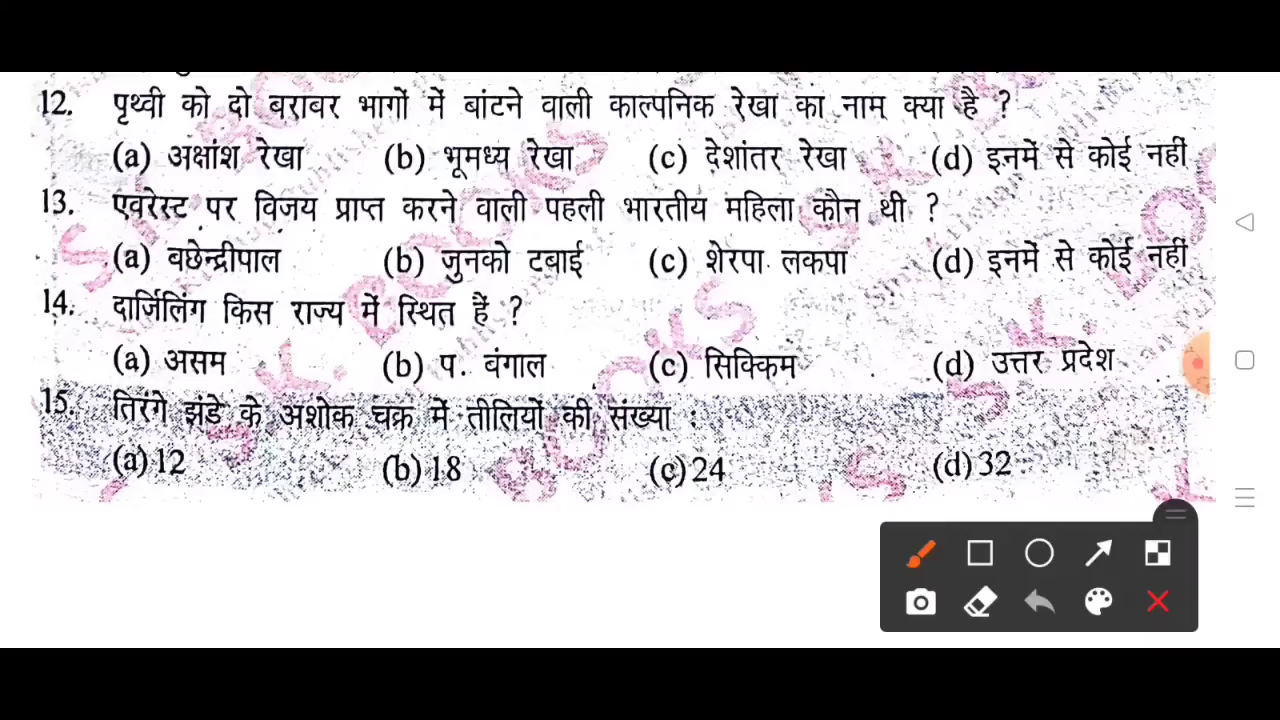 12. पृथ्वी को दो बराबर भागों में बांटने वाली काल्पनिक रेखा का नाम क्या है ?
(a) अक्षांश रेखा (b) भूमध्य रेखा (c) देशांतर रेखा (d) इनमें से कोई नहीं
13. एवरेस्ट पर विजय प्राप्त करने वाली पहली भारतीय महिला कौन थी ?
(a) बछेन्द्रीपाल (b) जुनको टबाई (c) शेरपा लकपा (d) इनमें से कोई नहीं
14. दार्जिलिंग किस राज्य में स्थित हैं ?
(a) असम (b) प. बंगाल (c) सिक्किम (d) उत्तर प्रदेश
15. तिरंगे झंडे के अशोक चक्र में तीलियों की संख्या :
(a) 12 (b) 18 (c) 24 (d) 32